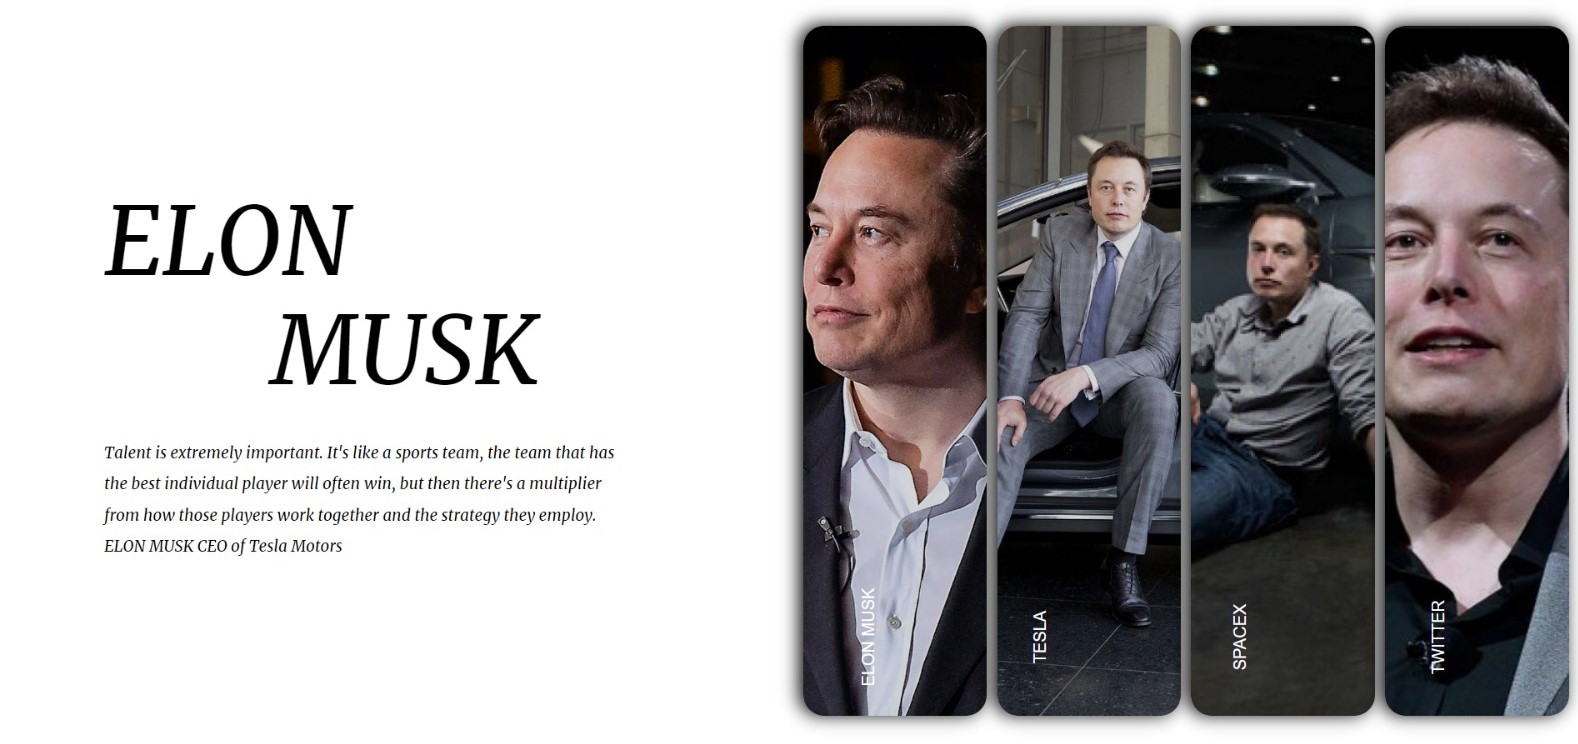 ELON
MUSK
Talent is extremely important. It's like a sports team, the team that has
the best individual player will often win, but then there's a multiplier
from how those players work together and the strategy they employ.
ELON MUSK CEO of Tesla Motors
ELON MUSK
TESLA
SPACEX
TWITTER